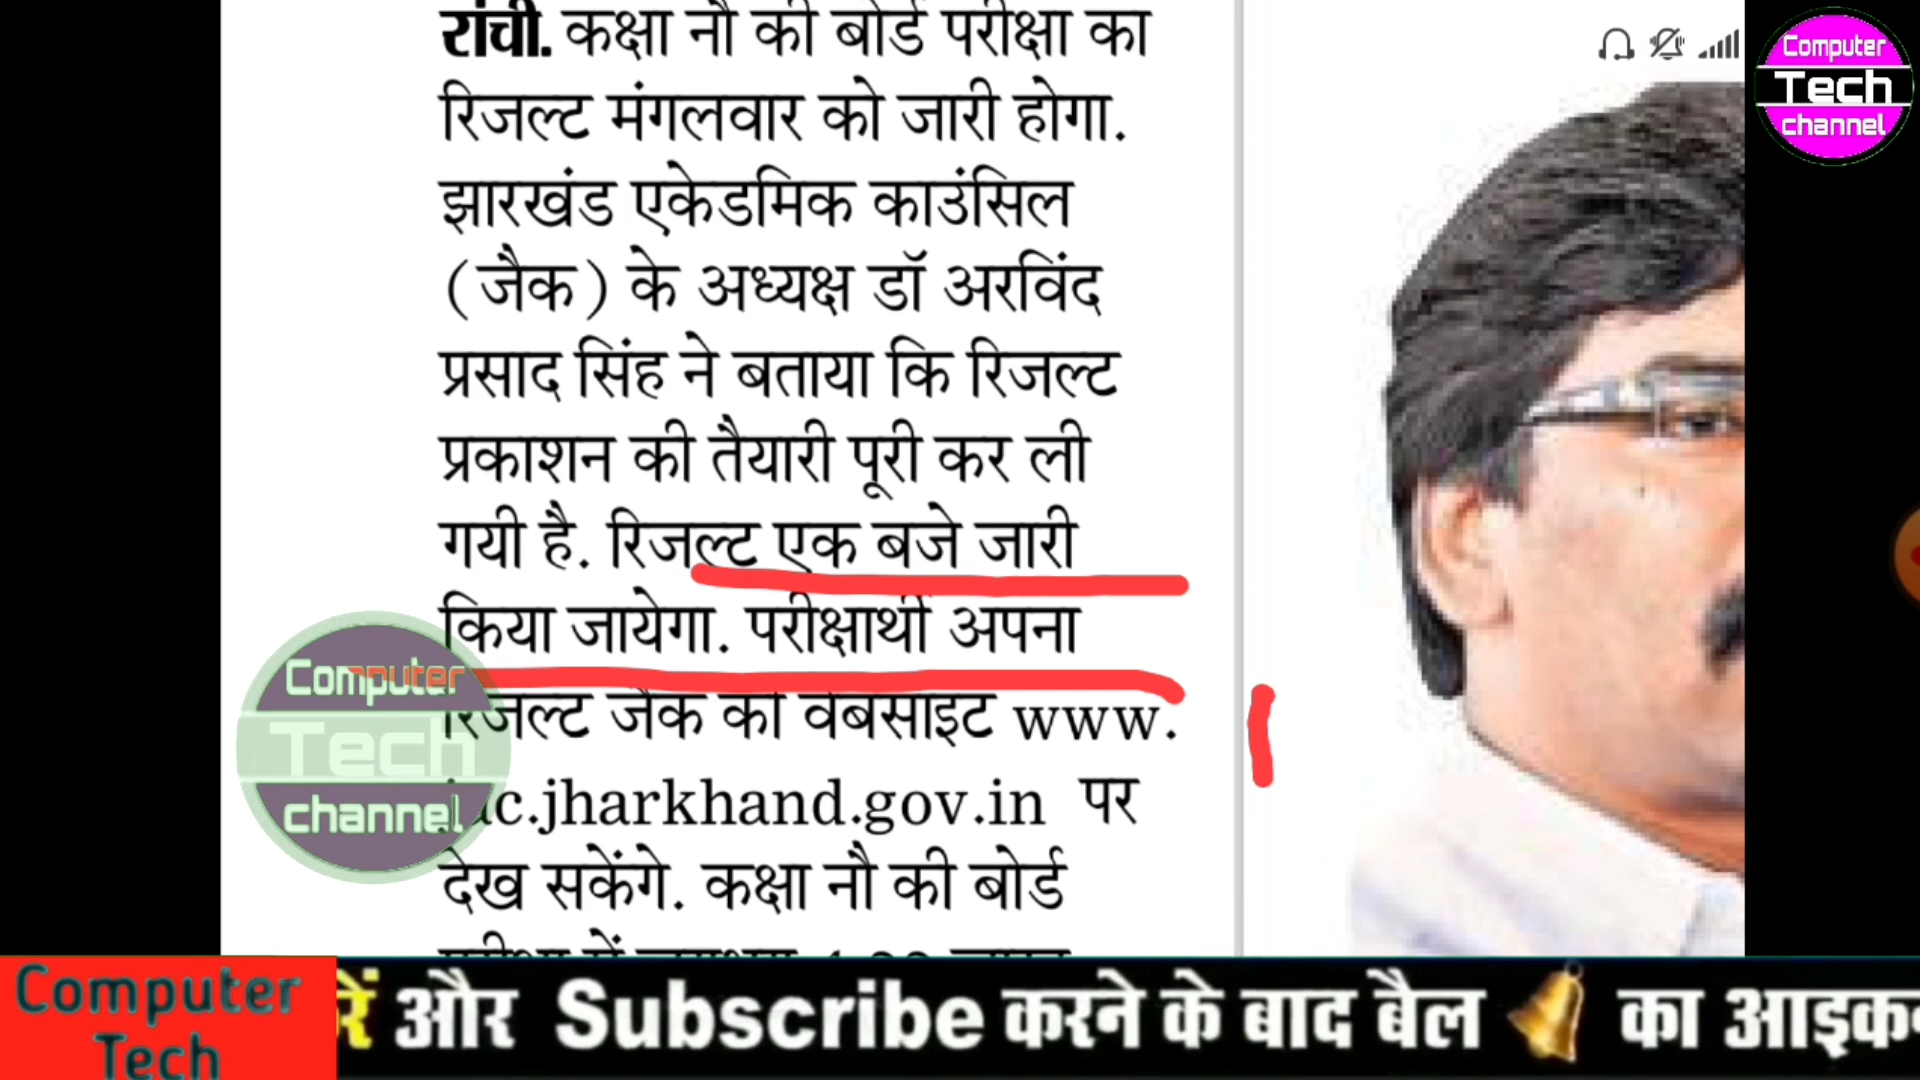 रांची. कक्षा नौ की बोर्ड परीक्षा का
रिजल्ट मंगलवार को जारी होगा.
झारखंड एकेडमिक काउंसिल
(जैक) के अध्यक्ष डॉ अरविंद
प्रसाद सिंह ने बताया कि रिजल्ट
प्रकाशन की तैयारी पूरी कर ली
गयी है. रिजल्ट एक बजे जारी
किया जायेगा. परीक्षार्थी अपना
रिजल्ट जैक की वेबसाइट www.
jac.jharkhand.gov.in पर
देख सकेंगे. कक्षा नौ की बोर्ड
Computer
Tech
channel
Computer
Tech
channel
Computer
Tech
और Subscribe करने के बाद बैल का